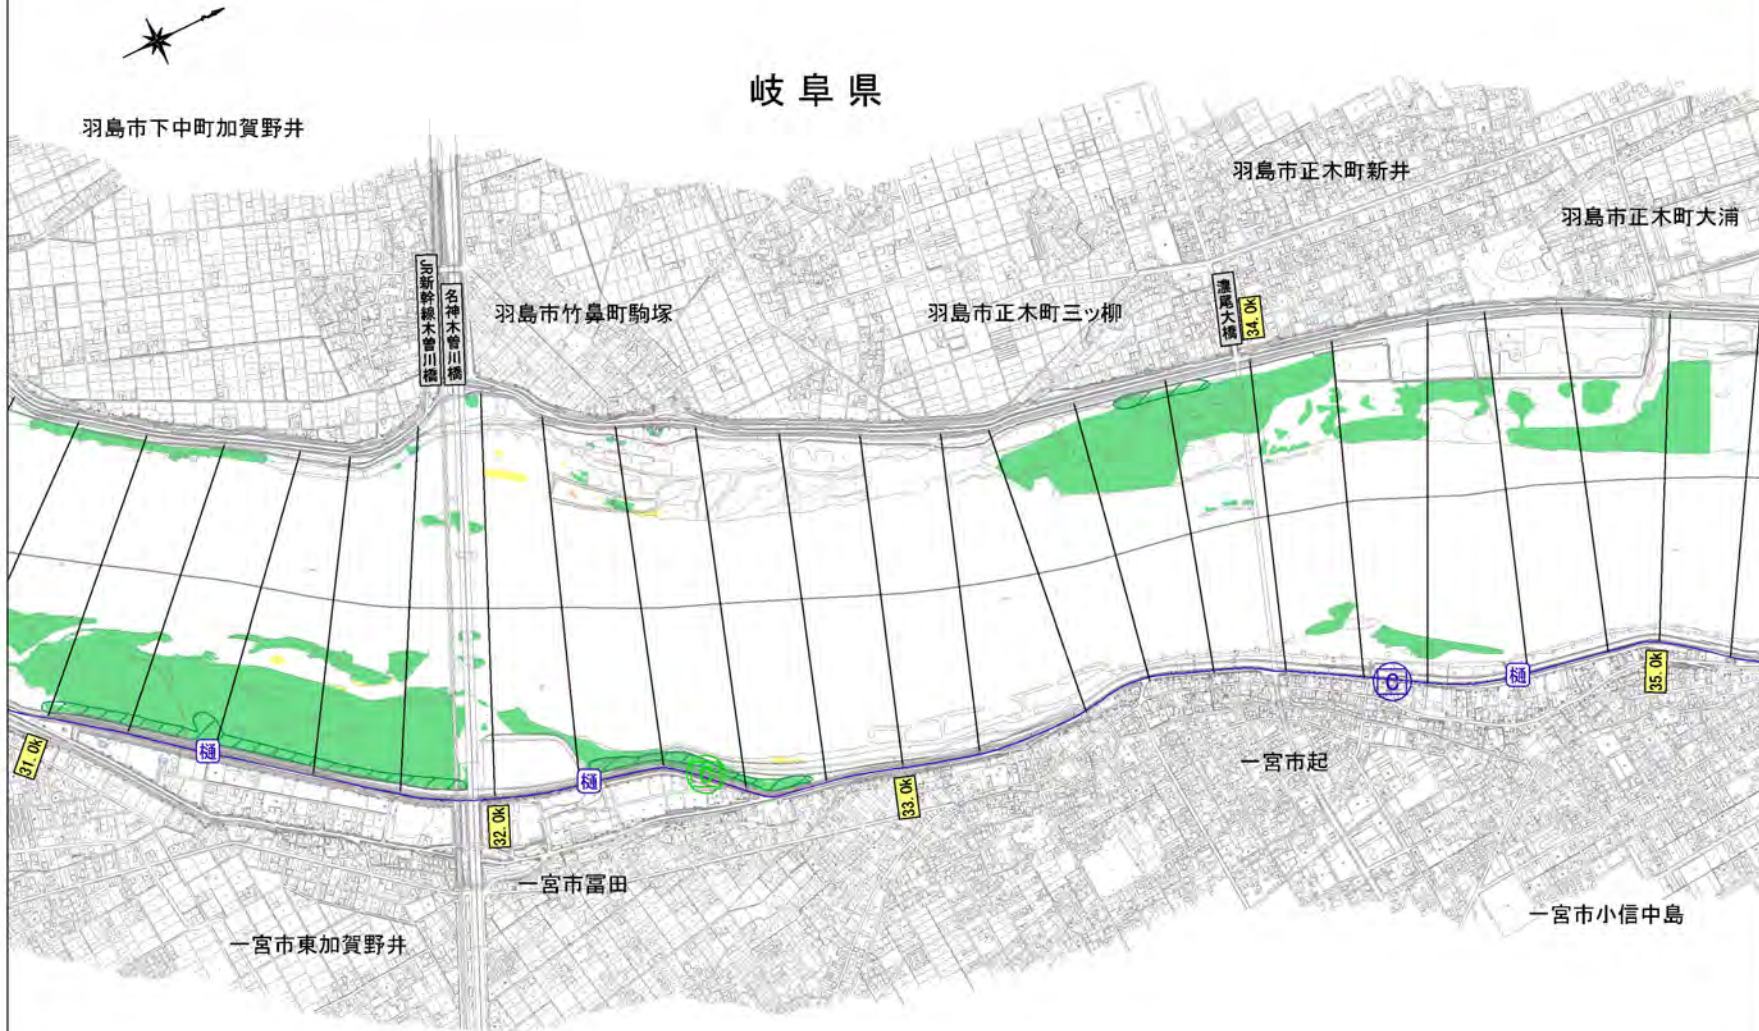 岐阜県
羽島市下中町加賀野井
羽島市正木町新井
羽島市正木町大浦
JR新幹線木曽川橋
名神木曽川橋
羽島市竹鼻町駒塚
羽島市正木町三ッ柳
濃尾大橋
34.0k
C
樋
35.0k
31.0k
樋
樋
C
32.0k
33.0k
一宮市起
一宮市冨田
一宮市東加賀野井
一宮市小信中島